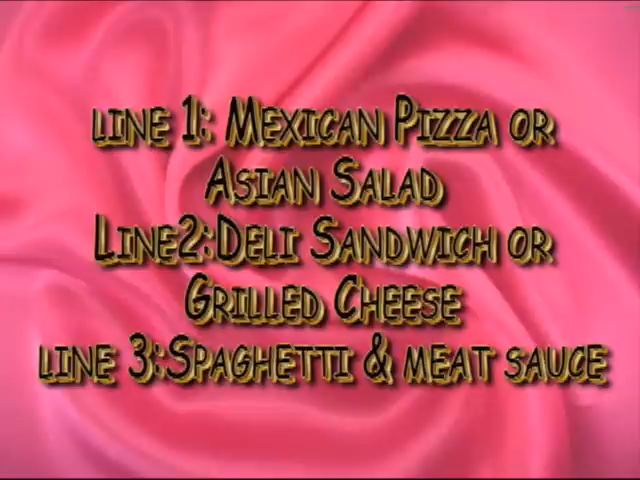 line 1: Mexican Pizza or
Asian Salad
Line2:Deli Sandwich or
Grilled Cheese
line 3:Spaghetti & meat sauce